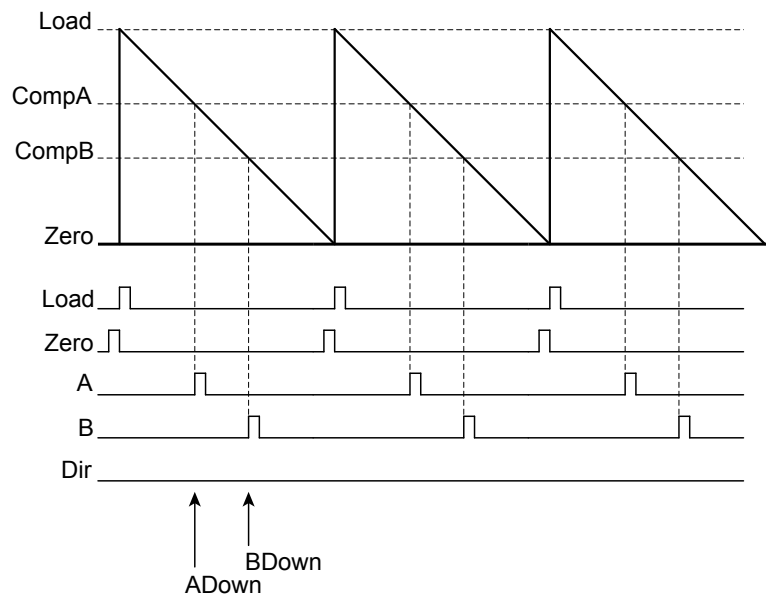 Load
CompA
CompB
Zero
Load
Zero
A
B
Dir
BDown
ADown